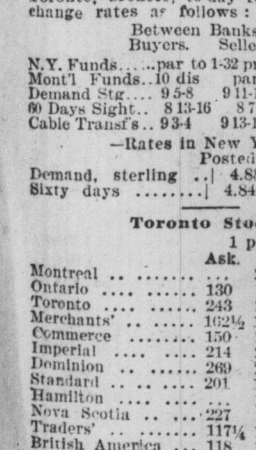 change rates as follows :
Between Banks
Buyers. Selle
N.Y. Funds.....par to 1-32 pr
Mont'l Funds..10 dis par
Demand Stg.... 9 5-8 9 11-1
60 Days Sight.. 8 13-16 8 7
Cable Transf's.. 9 3-4 9 13-1
—Rates in New Y
Posted
Demand, sterling ..| 4.88
Sixty days ........| 4.84
Toronto Sto
1 p
Ask.
Montreal .. ...... ...
Ontario .... ...... 130
Toronto .... ...... 243
Merchants' .. ..... 162½
Commerce .. ..... 150
Imperial .... ...... 214
Dominion .. ...... 269
Standard .. ...... 201
Hamilton .... .... ...
Nova Scotia .. ... 227
Traders' .. ...... 117¼
British America .. 118